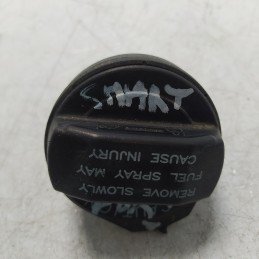 SMART
REMOVE SLOWLY
FUEL SPRAY MAY
CAUSE INJURY